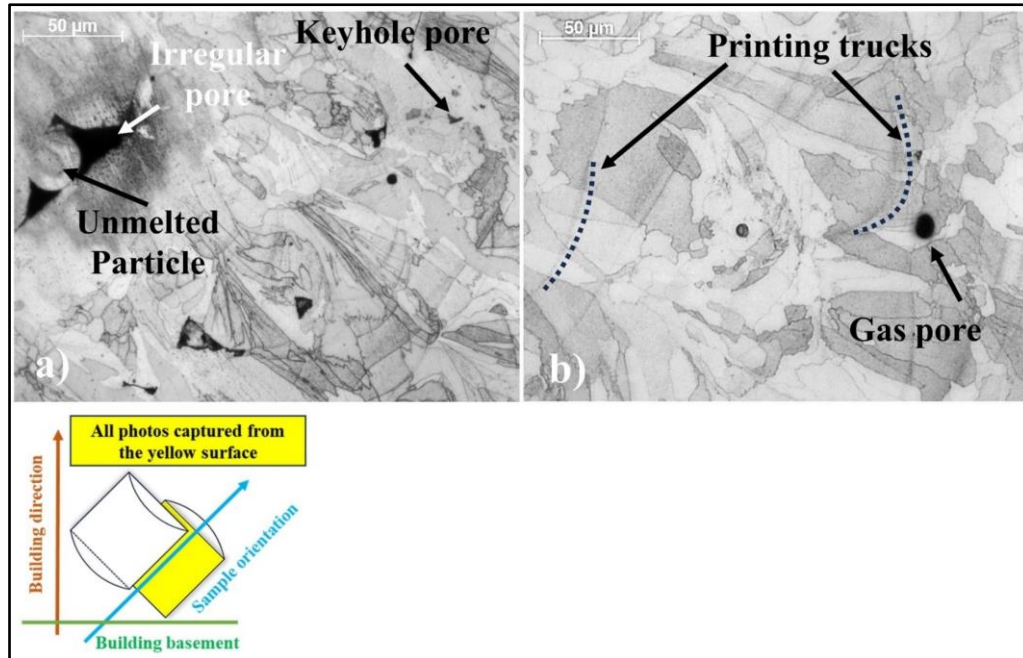 50 µm
Irregular
pore
Keyhole pore
Unmelted
Particle
a)
50 µm
Printing trucks
Gas pore
b)
All photos captured from
the yellow surface
Building direction
Sample orientation
Building basement